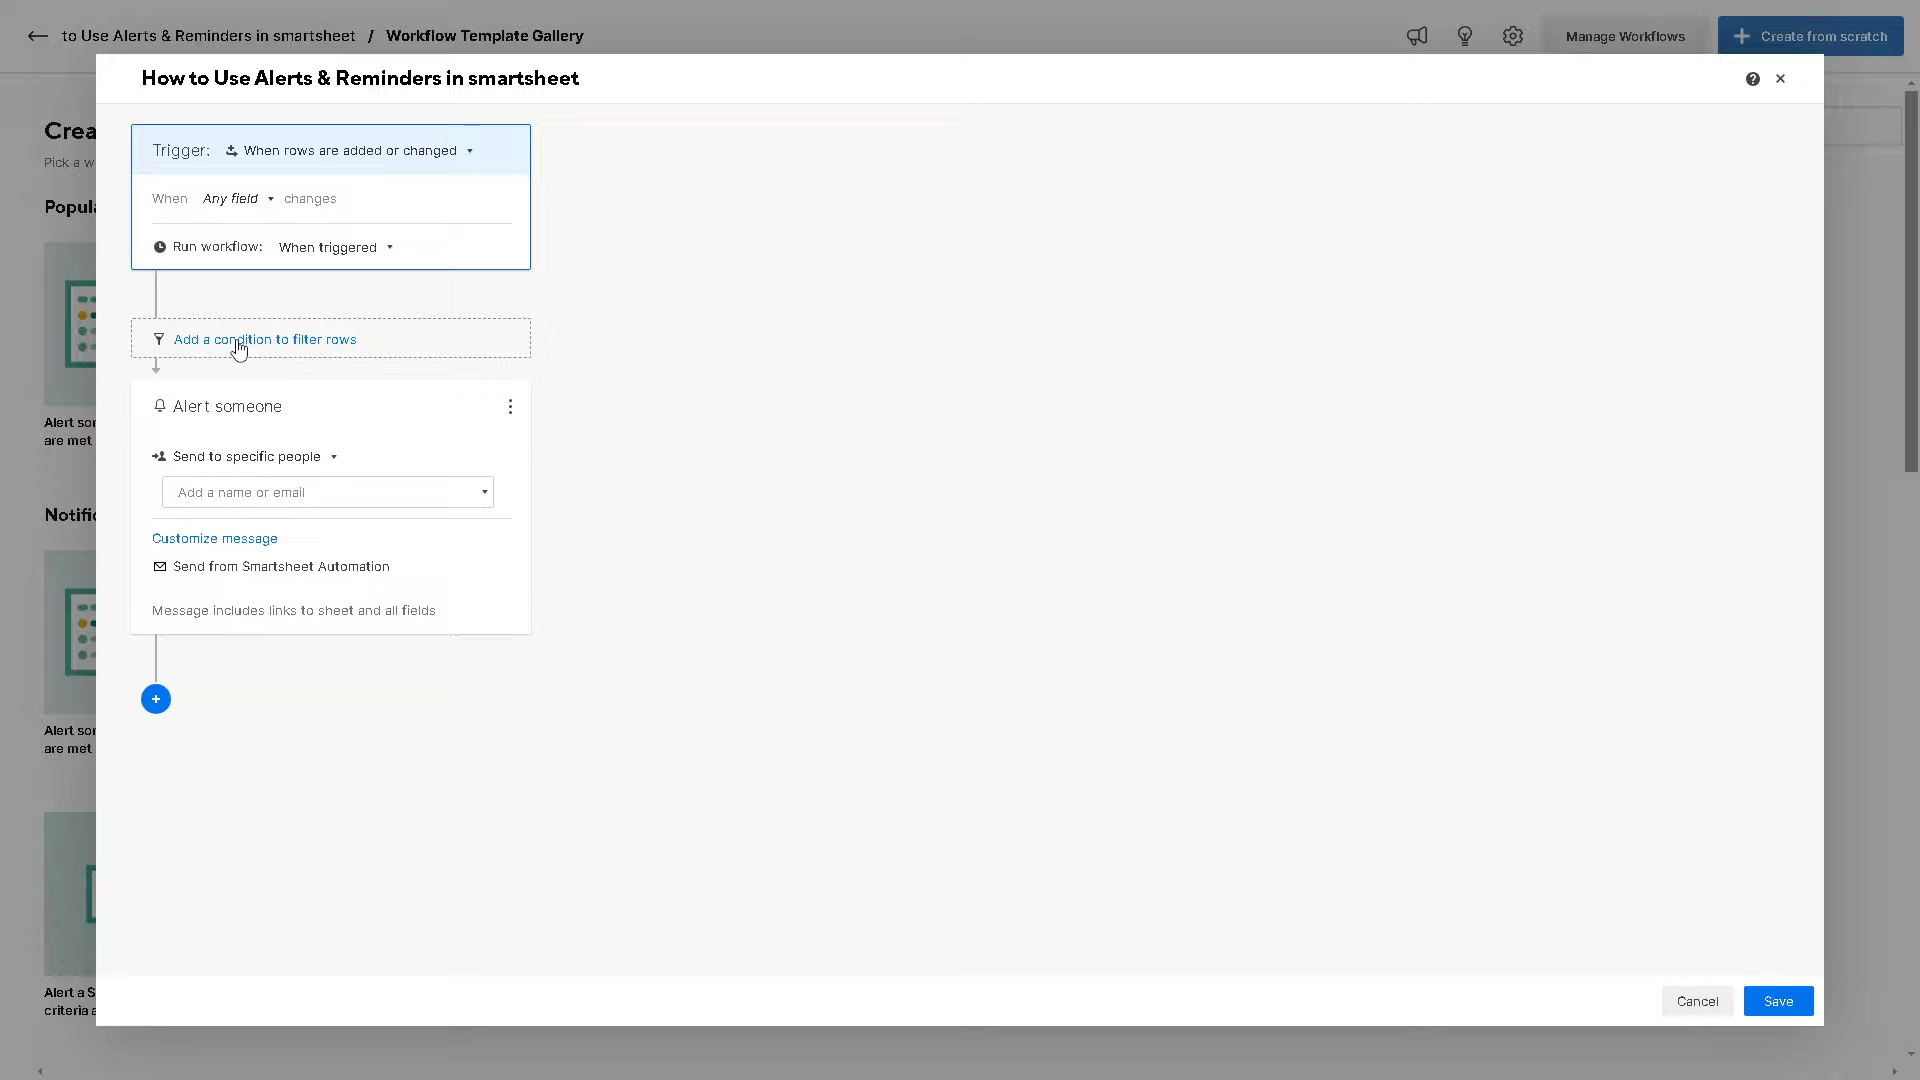 to Use Alerts & Reminders in smartsheet / Workflow Template Gallery
Manage Workflows
Create from scratch
How to Use Alerts & Reminders in smartsheet
Crea
Pick a w
Popula
Alert sor
are met
Notific
Alert sor
are met
Alert a S
criteria a
Trigger: When rows are added or changed
When Any field changes
Run workflow: When triggered
Add a condition to filter rows
Alert someone
Send to specific people
Add a name or email
Customize message
Send from Smartsheet Automation
Message includes links to sheet and all fields
Cancel
Save